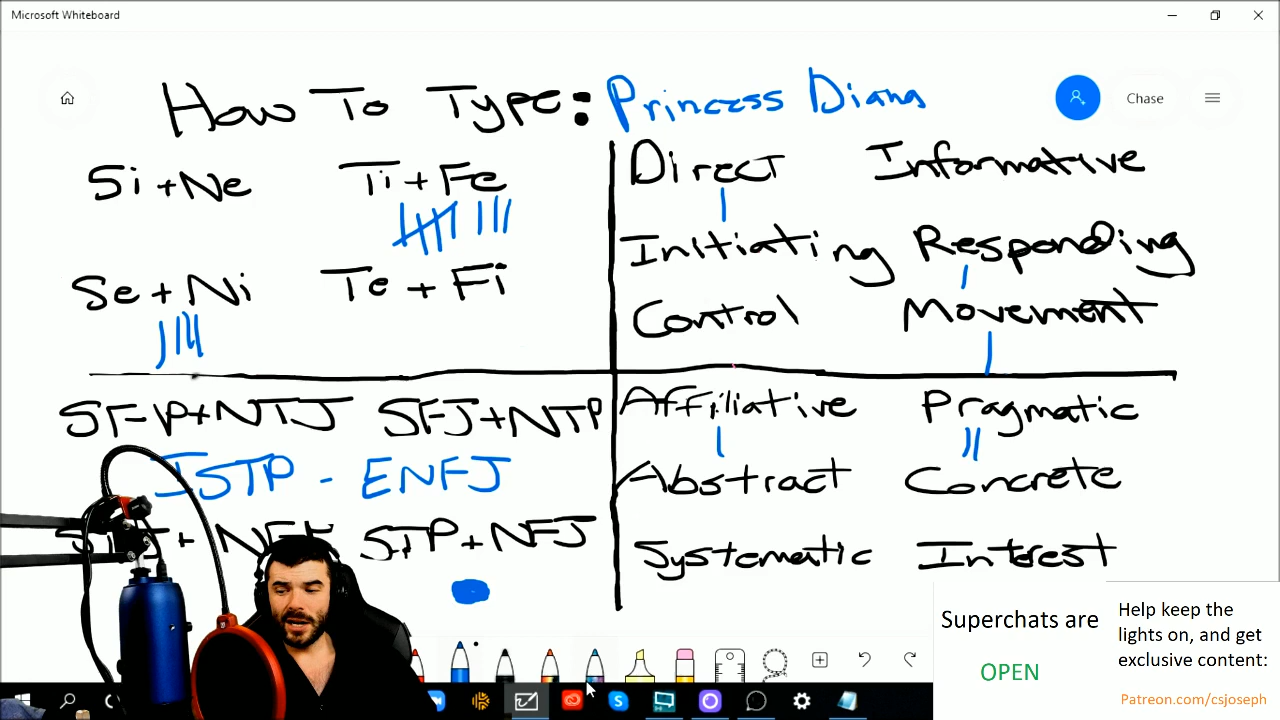 Microsoft Whiteboard
How To Type: Princess Diana
Chase
Si + Ne Ti + Fe
Direct Informative
Se + Ni Te + Fi
Initiating Responding
Control Movement
SFP + NTJ SFJ + NTP
Affiliative Pragmatic
ISTP - ENFJ
Abstract Concrete
STP + NFJ
Systematic Interest
Superchats are
OPEN
Help keep the
lights on, and get
exclusive content:
Patreon.com/csjoseph